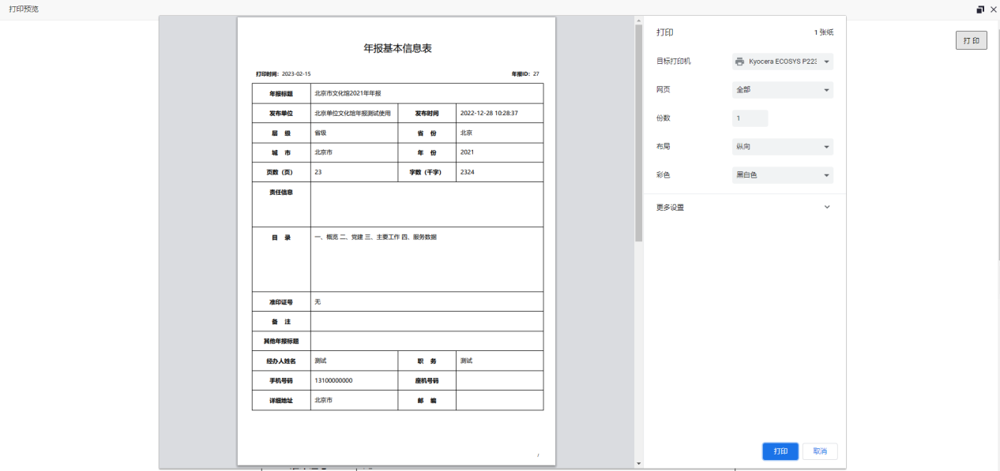 打印预览
打 印
年报基本信息表
打印时间：2023-02-15 年报ID：27
年报标题 北京市文化馆2021年年报
发布单位 北京单位文化馆年报测试使用 发布时间 2022-12-28 10:28:37
层 级 省级 省 份 北京
城 市 北京市 年 份 2021
页数（页） 23 字数（千字） 2324
责任信息
目 录 一、概览 二、党建 三、主要工作 四、服务数据
准印证号 无
备 注
其他年报标题
经办人姓名 测试 职 务 测试
手机号码 13100000000 座机号码
详细地址 北京市 邮 编
/
打印 1 张纸
目标打印机 Kyocera ECOSYS P223
网页 全部
份数 1
布局 纵向
彩色 黑白色
更多设置
打印 取消